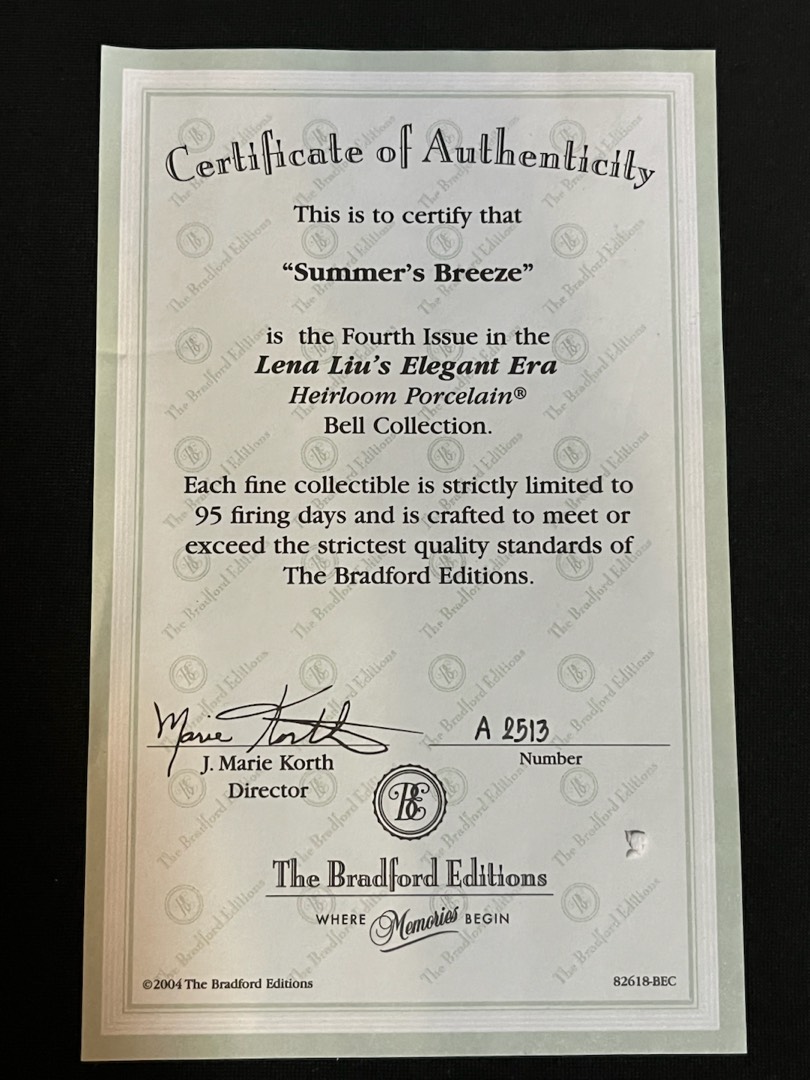 Certificate of Authenticity
This is to certify that
“Summer’s Breeze”
is the Fourth Issue in the
Lena Liu’s Elegant Era
Heirloom Porcelain®
Bell Collection.
Each fine collectible is strictly limited to
95 firing days and is crafted to meet or
exceed the strictest quality standards of
The Bradford Editions.
Marie Korth
A 2513
J. Marie Korth
Number
Director
BE
The Bradford Editions
WHERE Memories BEGIN
©2004 The Bradford Editions
82618-BEC